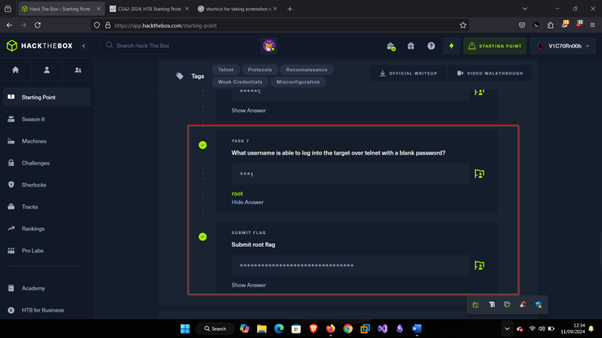 Hack The Box :: Starting Point
CSA2-2024: HTB Starting Point
shortcut for taking screenshot
https://app.hackthebox.com/starting-point
HACKTHEBOX
Search Hack The Box
STARTING POINT
V1C70Rn00b
Tags
Telnet
Protocols
Reconnaissance
Weak Credentials
Misconfiguration
OFFICIAL WRITEUP
VIDEO WALKTHROUGH
Starting Point
Season 6
Machines
Challenges
Sherlocks
Tracks
Rankings
Pro Labs
Academy
HTB for Business
*****t
Show Answer
TASK 7
What username is able to log into the target over telnet with a blank password?
***t
root
Hide Answer
SUBMIT FLAG
Submit root flag
********************************
Show Answer
Search
12:34
11/09/2024